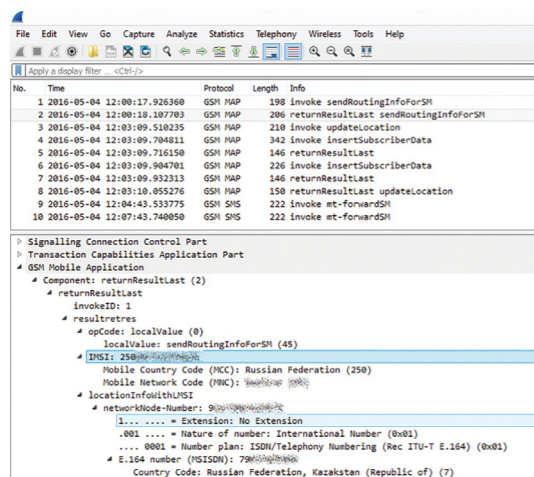 File Edit View Go Capture Analyze Statistics Telephony Wireless Tools Help
Apply a display filter ... <Ctrl-/>
No. Time Protocol Length Info
1 2016-05-04 12:00:17.926360 GSM MAP 198 invoke sendRoutingInfoForSM
2 2016-05-04 12:00:18.107703 GSM MAP 206 returnResultLast sendRoutingInfoForSM
3 2016-05-04 12:03:09.510235 GSM MAP 210 invoke updateLocation
4 2016-05-04 12:03:09.704811 GSM MAP 342 invoke insertSubscriberData
5 2016-05-04 12:03:09.716150 GSM MAP 146 returnResultLast
6 2016-05-04 12:03:09.904701 GSM MAP 226 invoke insertSubscriberData
7 2016-05-04 12:03:09.932313 GSM MAP 146 returnResultLast
8 2016-05-04 12:03:10.055276 GSM MAP 150 returnResultLast updateLocation
9 2016-05-04 12:04:43.533775 GSM SMS 222 invoke mt-forwardSM
10 2016-05-04 12:07:43.740050 GSM SMS 222 invoke mt-forwardSM
Signalling Connection Control Part
Transaction Capabilities Application Part
GSM Mobile Application
Component: returnResultLast (2)
returnResultLast
invokeID: 1
resultretres
opCode: localValue (0)
localValue: sendRoutingInfoForSM (45)
IMSI: 250
Mobile Country Code (MCC): Russian Federation (250)
Mobile Network Code (MNC):
locationInfoWithLMSI
networkNode-Number: 9
1... .... = Extension: No Extension
.001 .... = Nature of number: International Number (0x01)
.... 0001 = Number plan: ISDN/Telephony Numbering (Rec ITU-T E.164) (0x01)
E.164 number (MSISDN): 79
Country Code: Russian Federation, Kazakstan (Republic of) (7)